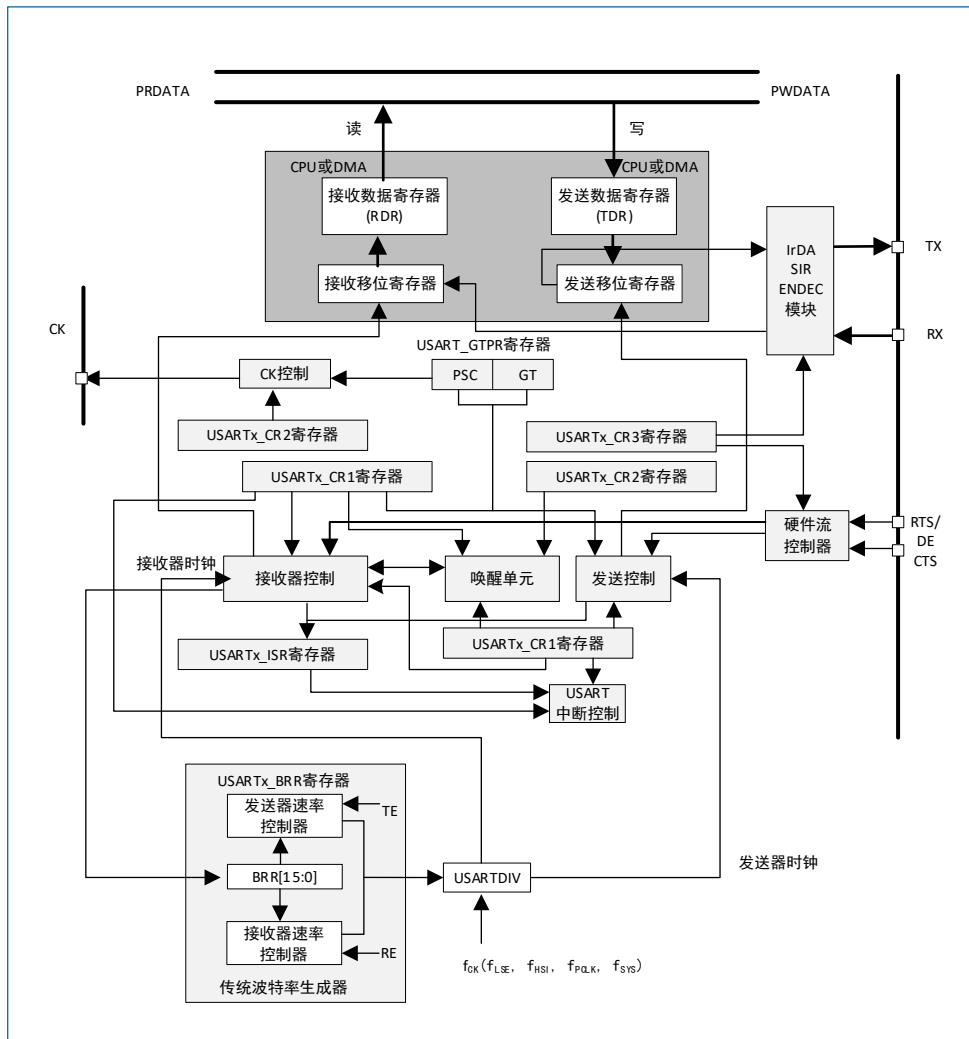 PRDATA
PWDATA
读
写
CPU或DMA
CPU或DMA
接收数据寄存器
(RDR)
发送数据寄存器
(TDR)
接收移位寄存器
发送移位寄存器
IrDA
SIR
ENDEC
模块
TX
RX
CK
USART_GTPR寄存器
CK控制
PSC
GT
USARTx_CR2寄存器
USARTx_CR3寄存器
USARTx_CR1寄存器
USARTx_CR2寄存器
硬件流
控制器
RTS/
DE
CTS
接收器时钟
接收器控制
唤醒单元
发送控制
USARTx_ISR寄存器
USARTx_CR1寄存器
USART
中断控制
USARTx_BRR寄存器
发送器速率
控制器
TE
BRR[15:0]
USARTDIV
发送器时钟
接收器速率
控制器
RE
fCK(fLSE, fHSI, fPCLK, fSYS)
传统波特率生成器